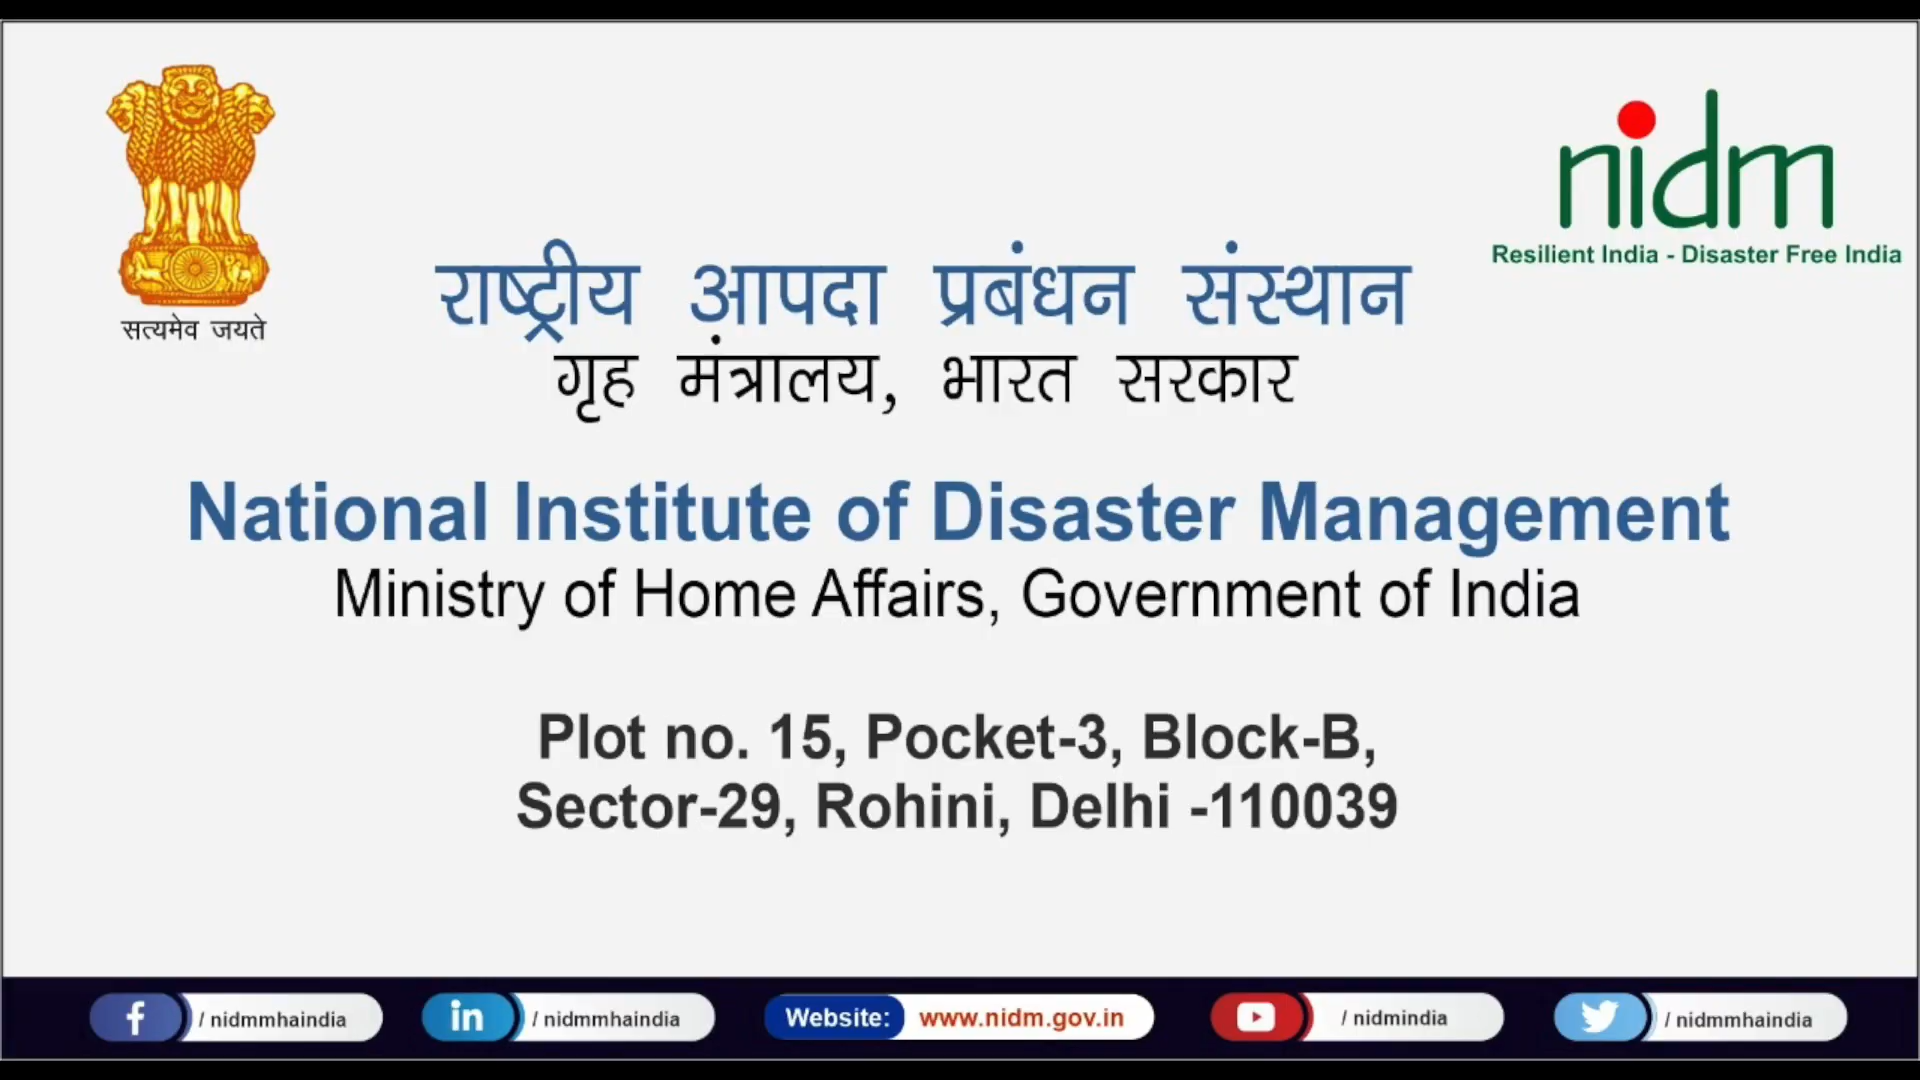 सत्यमेव जयते
nidm
Resilient India - Disaster Free India
राष्ट्रीय आपदा प्रबंधन संस्थान
गृह मंत्रालय, भारत सरकार
National Institute of Disaster Management
Ministry of Home Affairs, Government of India
Plot no. 15, Pocket-3, Block-B,
Sector-29, Rohini, Delhi -110039
f / nidmmhaindia
in / nidmmhaindia
Website: www.nidm.gov.in
/ nidmindia
/ nidmmhaindia